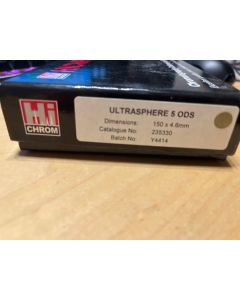 Hi
CHROM
ULTRASPHERE 5 ODS
Dimensions: 150 x 4.6mm
Catalogue No: 235330
Batch No: Y4414